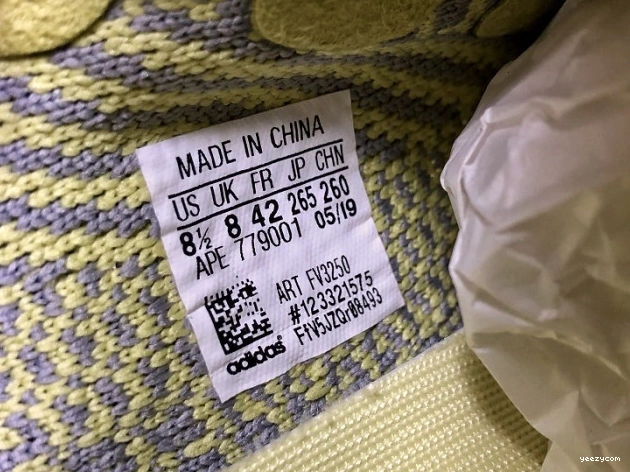 MADE IN CHINA
US UK FR JP CHN
8½ 8 42 265 260
APE 779001 05/19
ART FV3250
#123321575
FfV5JZQr08493
adidas
yeezycom